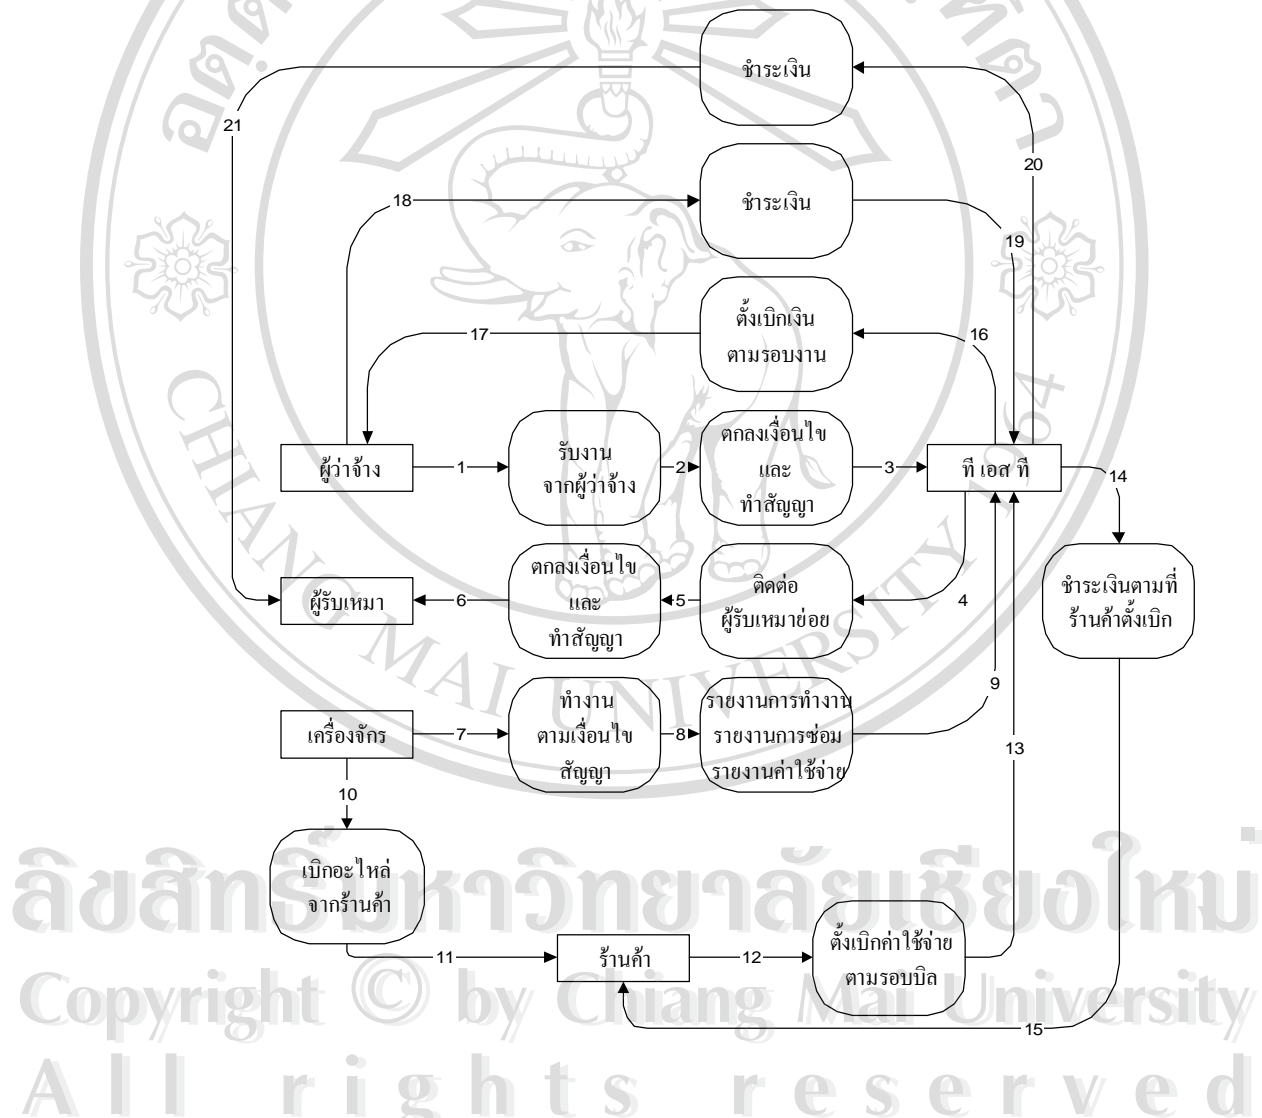 ชำระเงิน
21
20
18
ชำระเงิน
19
ตั้งเบิกเงิน
ตามรอบงาน
17
16
ผู้ว่าจ้าง
1
รับงาน
จากผู้ว่าจ้าง
2
ตกลงเงื่อนไข
และ
ทำสัญญา
3
ที เอส ที
14
ผู้รับเหมา
6
ตกลงเงื่อนไข
และ
ทำสัญญา
5
ติดต่อ
ผู้รับเหมาย่อย
4
ชำระเงินตามที่
ร้านค้าตั้งเบิก
เครื่องจักร
7
ทำงาน
ตามเงื่อนไข
สัญญา
8
รายงานการทำงาน
รายงานการซ่อม
รายงานค่าใช้จ่าย
9
13
10
เบิกอะไหล่
จากร้านค้า
11
ร้านค้า
12
ตั้งเบิกค่าใช้จ่าย
ตามรอบบิล
15
CHIANG MAI UNIVERSITY 1964
ลิขสิทธิ์มหาวิทยาลัยเชียงใหม่
Copyright © by Chiang Mai University
All rights reserved